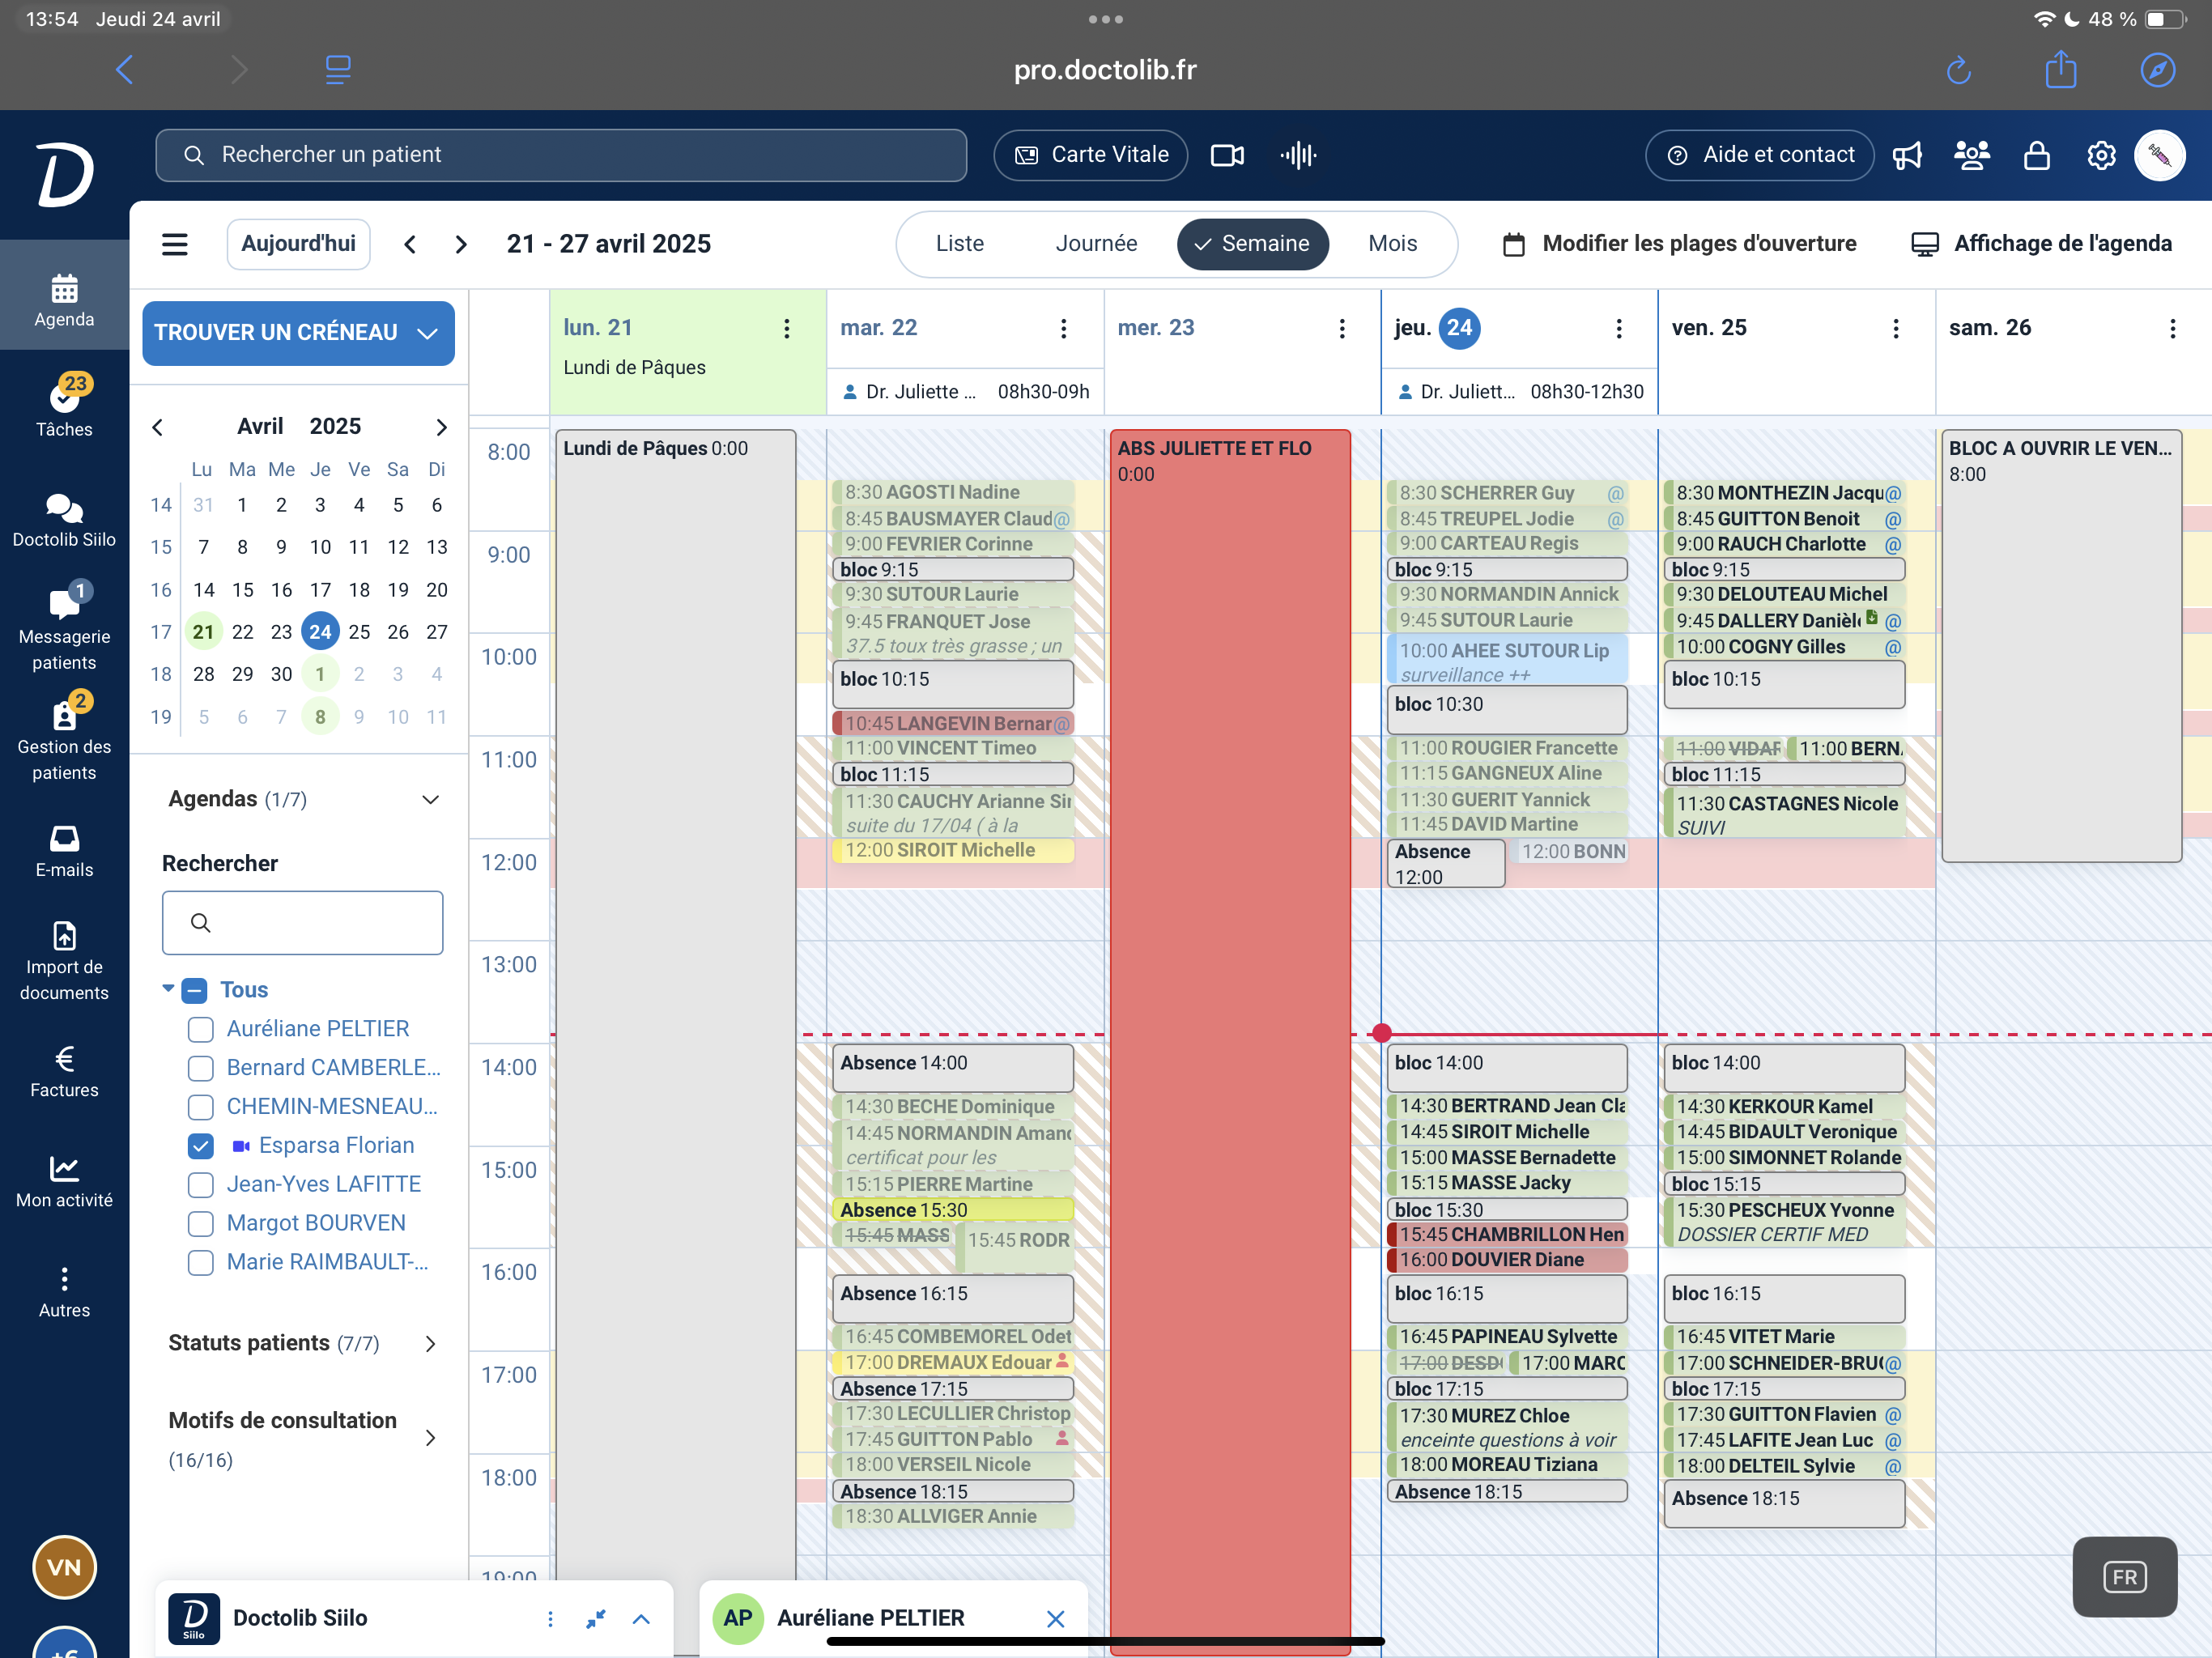 13:54 Jeudi 24 avril
48 %
pro.doctolib.fr
Rechercher un patient
Carte Vitale
Aide et contact
Aujourd'hui
21 - 27 avril 2025
Liste
Journée
Semaine
Mois
Modifier les plages d'ouverture
Affichage de l'agenda
Agenda
23
Tâches
Doctolib Siilo
1
Messagerie
patients
2
Gestion des
patients
E-mails
Import de
documents
Factures
Mon activité
Autres
VN
TROUVER UN CRÉNEAU
Avril 2025
Lu Ma Me Je Ve Sa Di
14 31 1 2 3 4 5 6
15 7 8 9 10 11 12 13
16 14 15 16 17 18 19 20
17 21 22 23 24 25 26 27
18 28 29 30 1 2 3 4
19 5 6 7 8 9 10 11
Agendas (1/7)
Rechercher
Tous
Auréliane PELTIER
Bernard CAMBERLE...
CHEMIN-MESNEAU...
Esparsa Florian
Jean-Yves LAFITTE
Margot BOURVEN
Marie RAIMBAULT-...
Statuts patients (7/7)
Motifs de consultation
(16/16)
8:00
9:00
10:00
11:00
12:00
13:00
14:00
15:00
16:00
17:00
18:00
19:00
lun. 21
Lundi de Pâques
Lundi de Pâques 0:00
mar. 22
Dr. Juliette ... 08h30-09h
8:30 AGOSTI Nadine
8:45 BAUSMAYER Claud@
9:00 FEVRIER Corinne
bloc 9:15
9:30 SUTOUR Laurie
9:45 FRANQUET Jose
37.5 toux très grasse ; un
bloc 10:15
10:45 LANGEVIN Bernar@
11:00 VINCENT Timeo
bloc 11:15
11:30 CAUCHY Arianne Sir
suite du 17/04 ( à la
12:00 SIROIT Michelle
Absence 14:00
14:30 BECHE Dominique
14:45 NORMANDIN Amanc
certificat pour les
15:15 PIERRE Martine
Absence 15:30
15:45 MASS
15:45 RODR
Absence 16:15
16:45 COMBEMOREL Odet
17:00 DREMAUX Edouar
Absence 17:15
17:30 LECULLIER Christop
17:45 GUITTON Pablo
18:00 VERSEIL Nicole
Absence 18:15
18:30 ALLVIGER Annie
mer. 23
ABS JULIETTE ET FLO
0:00
jeu. 24
Dr. Juliett... 08h30-12h30
8:30 SCHERRER Guy @
8:45 TREUPEL Jodie @
9:00 CARTEAU Regis
bloc 9:15
9:30 NORMANDIN Annick
9:45 SUTOUR Laurie
10:00 AHEE SUTOUR Lip
surveillance ++
bloc 10:30
11:00 ROUGIER Francette
11:15 GANGNEUX Aline
11:30 GUERIT Yannick
11:45 DAVID Martine
Absence
12:00
12:00 BONN
bloc 14:00
14:30 BERTRAND Jean Cla
14:45 SIROIT Michelle
15:00 MASSE Bernadette
15:15 MASSE Jacky
bloc 15:30
15:45 CHAMBRILLON Hen
16:00 DOUVIER Diane
bloc 16:15
16:45 PAPINEAU Sylvette
17:00 DESD
17:00 MARC
bloc 17:15
17:30 MUREZ Chloe
enceinte questions à voir
18:00 MOREAU Tiziana
Absence 18:15
ven. 25
8:30 MONTHEZIN Jacqu@
8:45 GUITTON Benoit @
9:00 RAUCH Charlotte @
bloc 9:15
9:30 DELOUTEAU Michel
9:45 DALLERY Danièle @
10:00 COGNY Gilles @
bloc 10:15
11:00 VIDAR
11:00 BERN
bloc 11:15
11:30 CASTAGNES Nicole
SUIVI
bloc 14:00
14:30 KERKOUR Kamel
14:45 BIDAULT Veronique
15:00 SIMONNET Rolande
bloc 15:15
15:30 PESCHEUX Yvonne
DOSSIER CERTIF MED
bloc 16:15
16:45 VITET Marie
17:00 SCHNEIDER-BRU@
bloc 17:15
17:30 GUITTON Flavien @
17:45 LAFITE Jean Luc @
18:00 DELTEIL Sylvie @
Absence 18:15
sam. 26
BLOC A OUVRIR LE VEN...
8:00
Siilo
Doctolib Siilo
AP
Auréliane PELTIER
FR